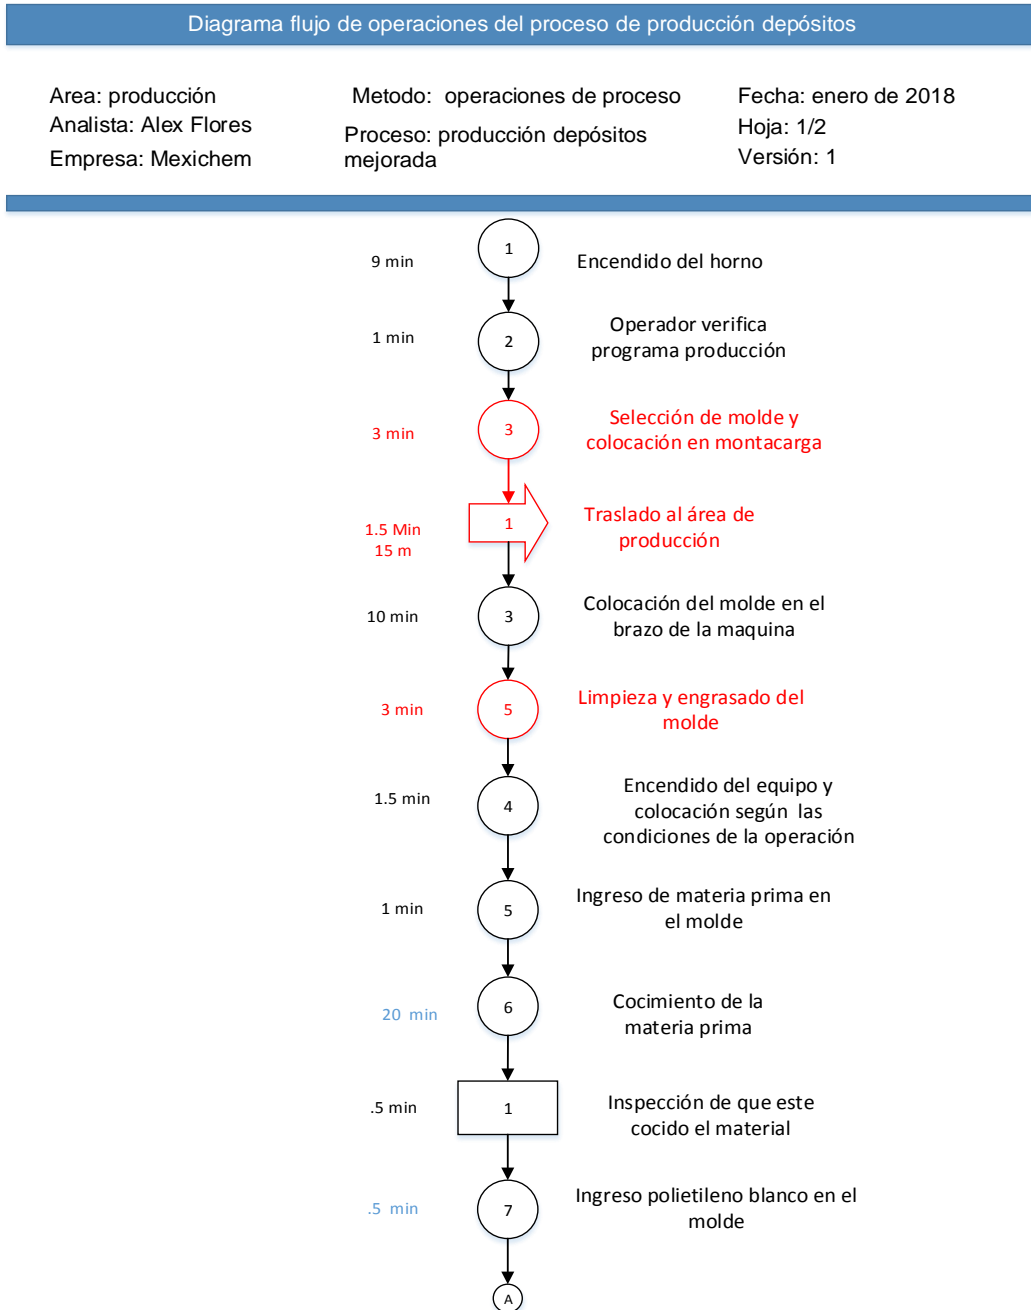 Diagrama flujo de operaciones del proceso de producción depósitos
Area: producción
Analista: Alex Flores
Empresa: Mexichem
Metodo:  operaciones de proceso
Proceso: producción depósitos
mejorada
Fecha: enero de 2018
Hoja: 1/2
Versión: 1
9 min
1
Encendido del horno
1 min
2
Operador verifica
programa producción
3 min
3
Selección de molde y
colocación en montacarga
1.5 Min
15 m
1
Traslado al área de
producción
10 min
3
Colocación del molde en el
brazo de la maquina
3 min
5
Limpieza y engrasado del
molde
1.5 min
4
Encendido del equipo y
colocación según  las
condiciones de la operación
1 min
5
Ingreso de materia prima en
el molde
20  min
6
Cocimiento de la
materia prima
.5 min
1
Inspección de que este
cocido el material
.5  min
7
Ingreso polietileno blanco en el
molde
A